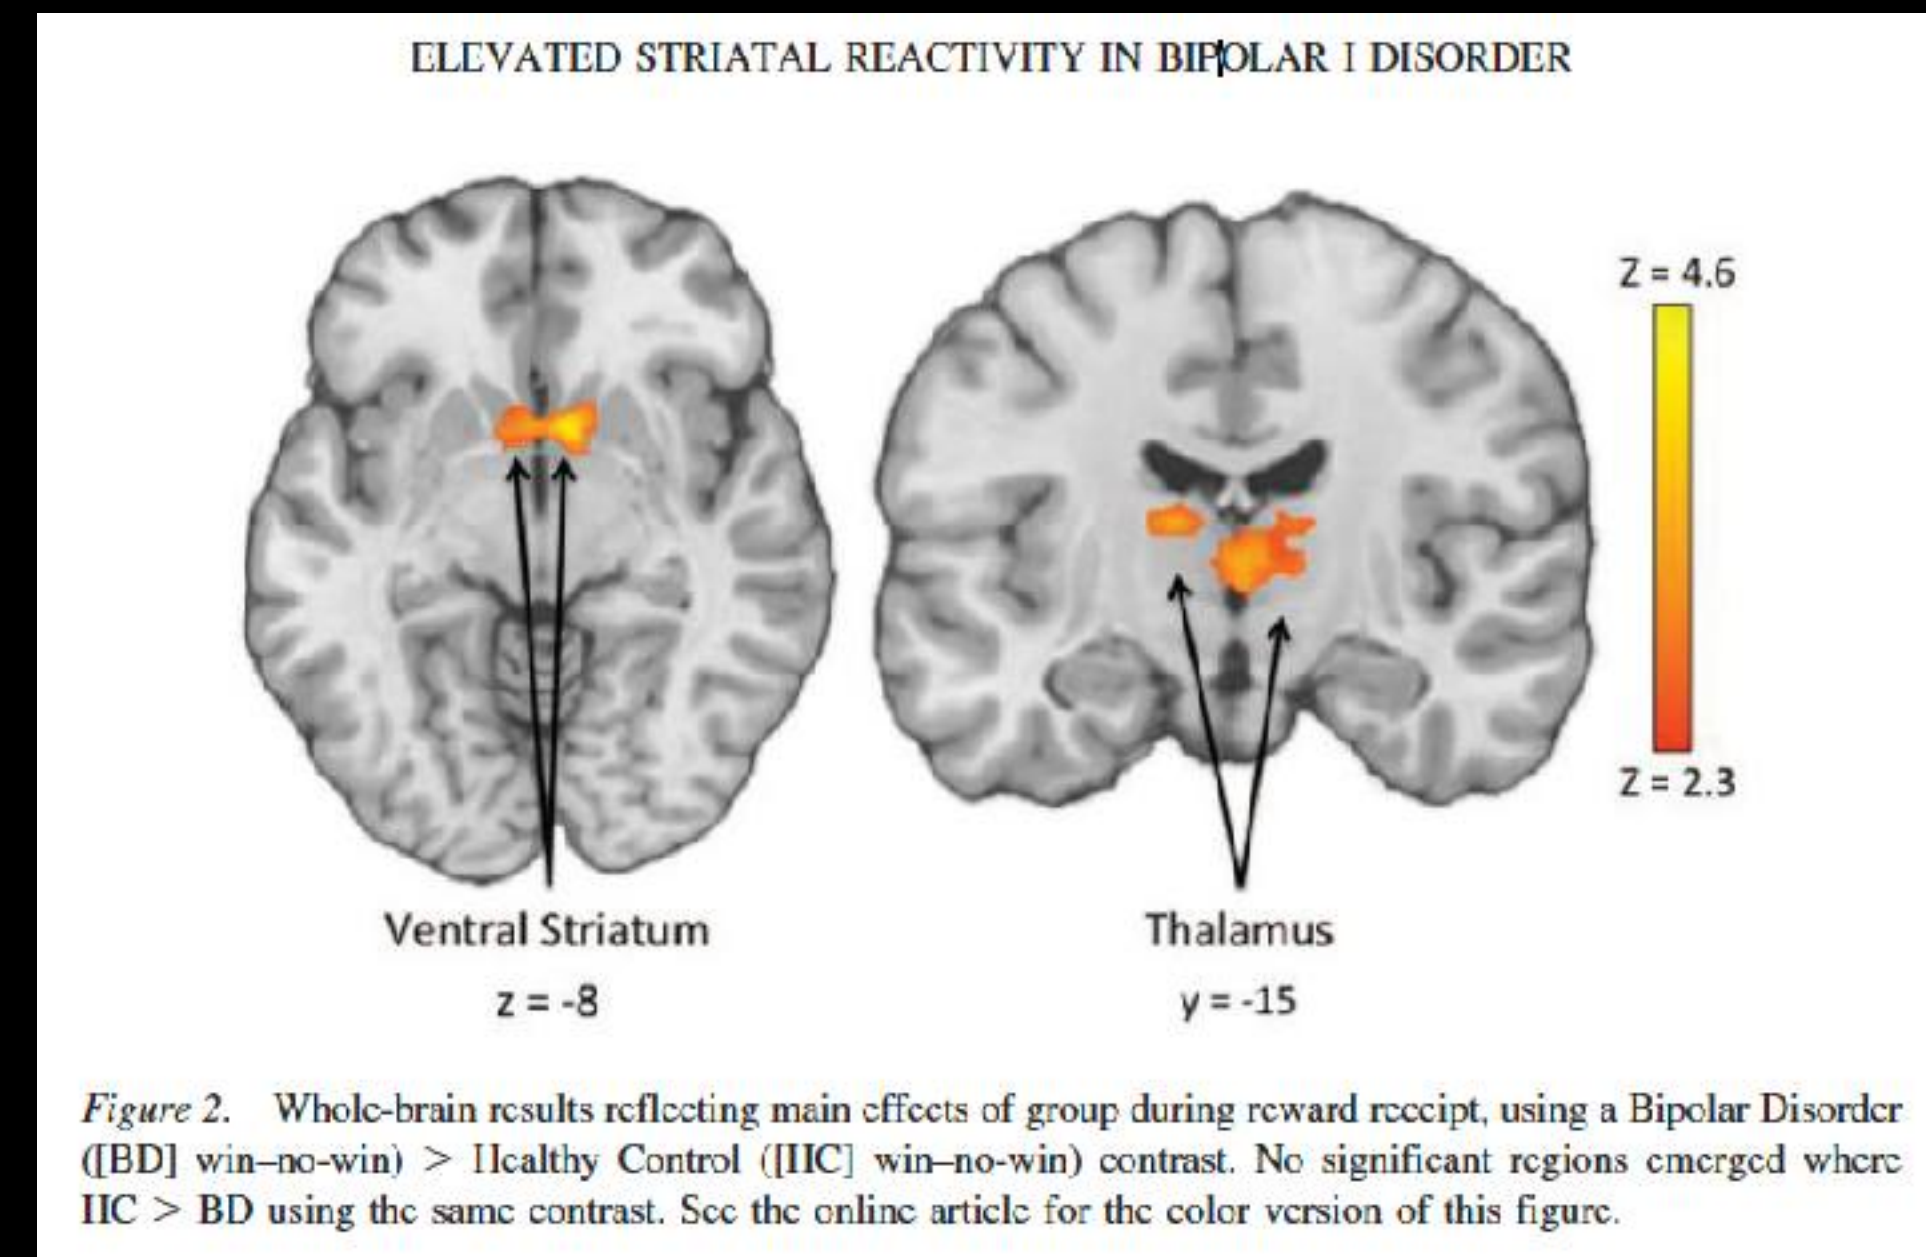 ELEVATED STRIATAL REACTIVITY IN BIPOLAR I DISORDER
Z = 4.6
Z = 2.3
Ventral Striatum
z = -8
Thalamus
y = -15
Figure 2. Whole-brain results reflecting main effects of group during reward receipt, using a Bipolar Disorder
([BD] win–no-win) > Healthy Control ([HC] win–no-win) contrast. No significant regions emerged where
HC > BD using the same contrast. See the online article for the color version of this figure.